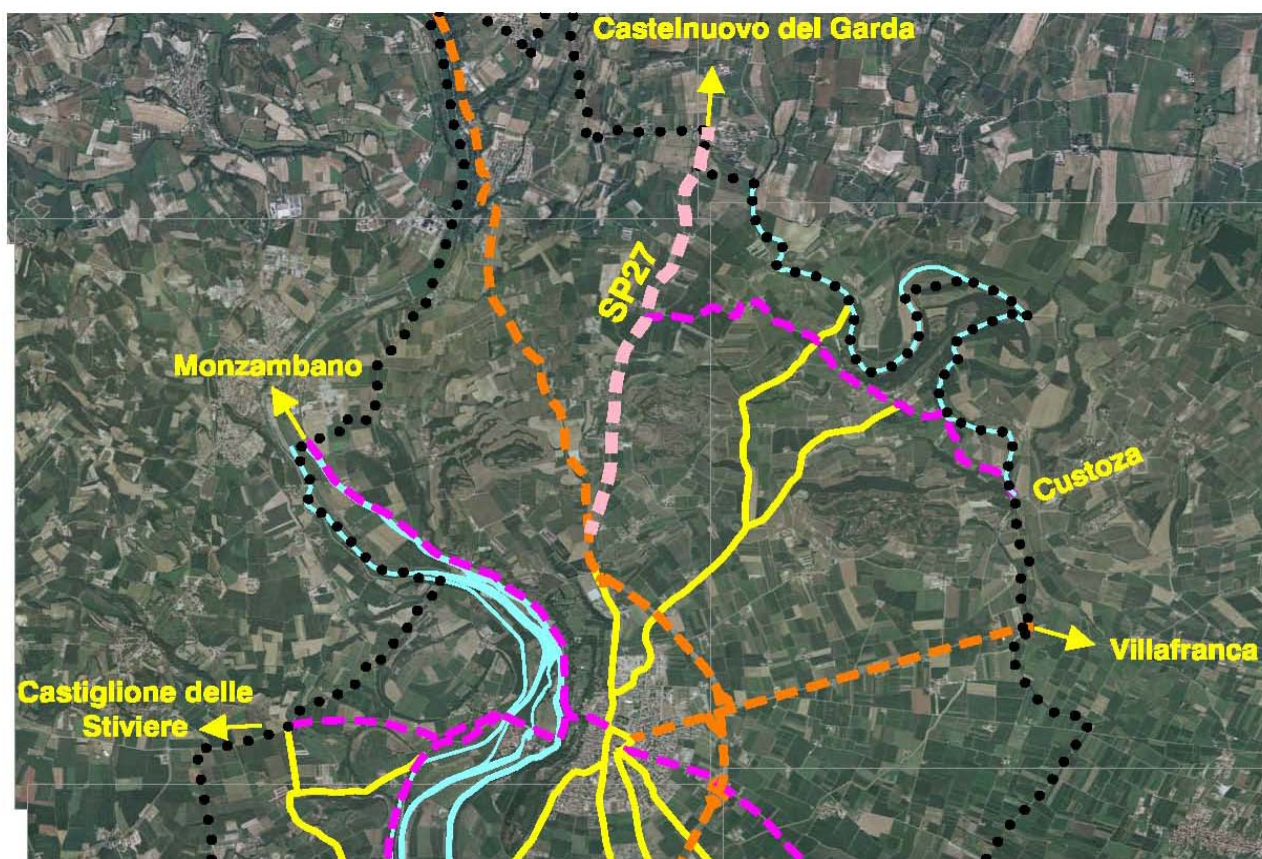 Castelnuovo del Garda
SP27
Monzambano
Custoza
Villafranca
Castiglione delle
Stiviere